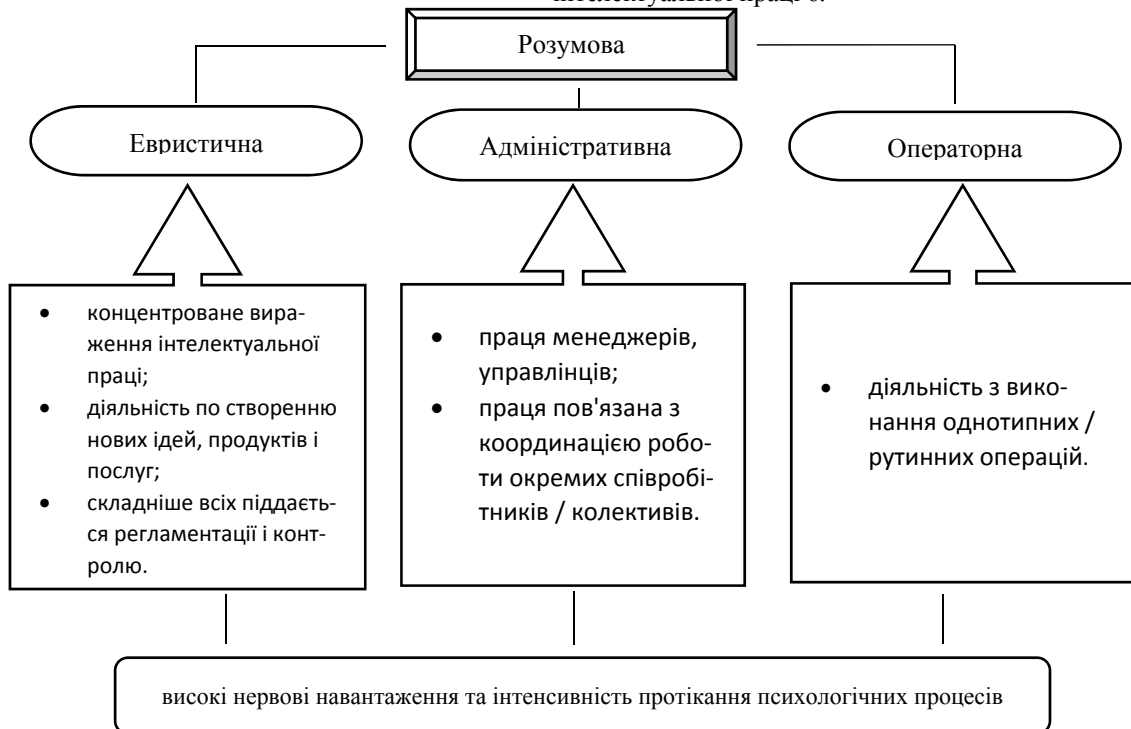 інтелектуальної праці є:
Розумова
Евристична
Адміністративна
Операторна
• концентроване вира-
ження інтелектуальної
праці;
• діяльність по створенню
нових ідей, продуктів і
послуг;
• складніше всіх піддаєть-
ся регламентації і конт-
ролю.
• праця менеджерів,
управлінців;
• праця пов'язана з
координацією робо-
ти окремих співробі-
тників / колективів.
• діяльність з вико-
нання однотипних /
рутинних операцій.
високі нервові навантаження та інтенсивність протікання психологічних процесів